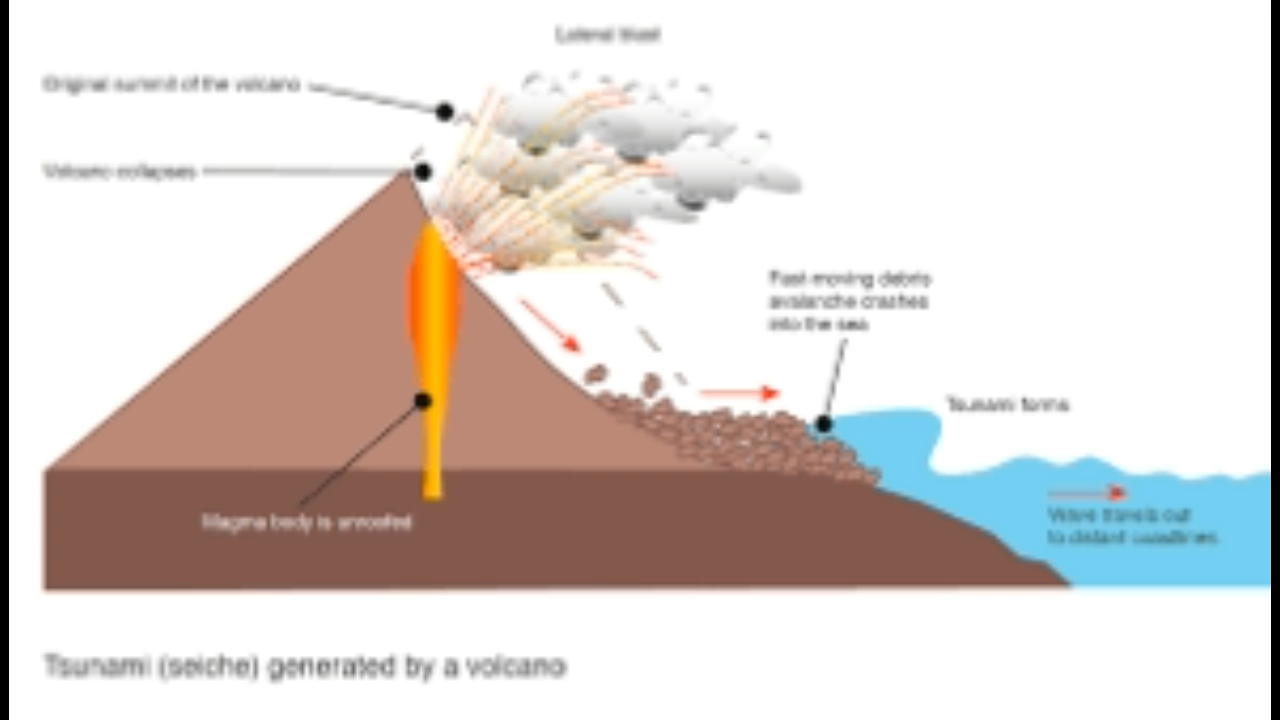 Lateral blast
Original summit of the volcano
Volcano collapses
Fast moving debris
avalanche crashes
into the sea
Tsunami forms
Wave travels out
to distant coastlines
Magma body is unroofed
Tsunami (seiche) generated by a volcano